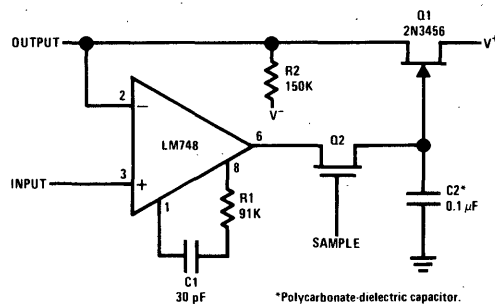 Q1
2N3456
OUTPUT
V+
R2
150K
V−
2
−
LM748
6
Q2
8
INPUT
3
+
1
R1
91K
C2*
0.1 µF
SAMPLE
C1
30 pF
*Polycarbonate-dielectric capacitor.